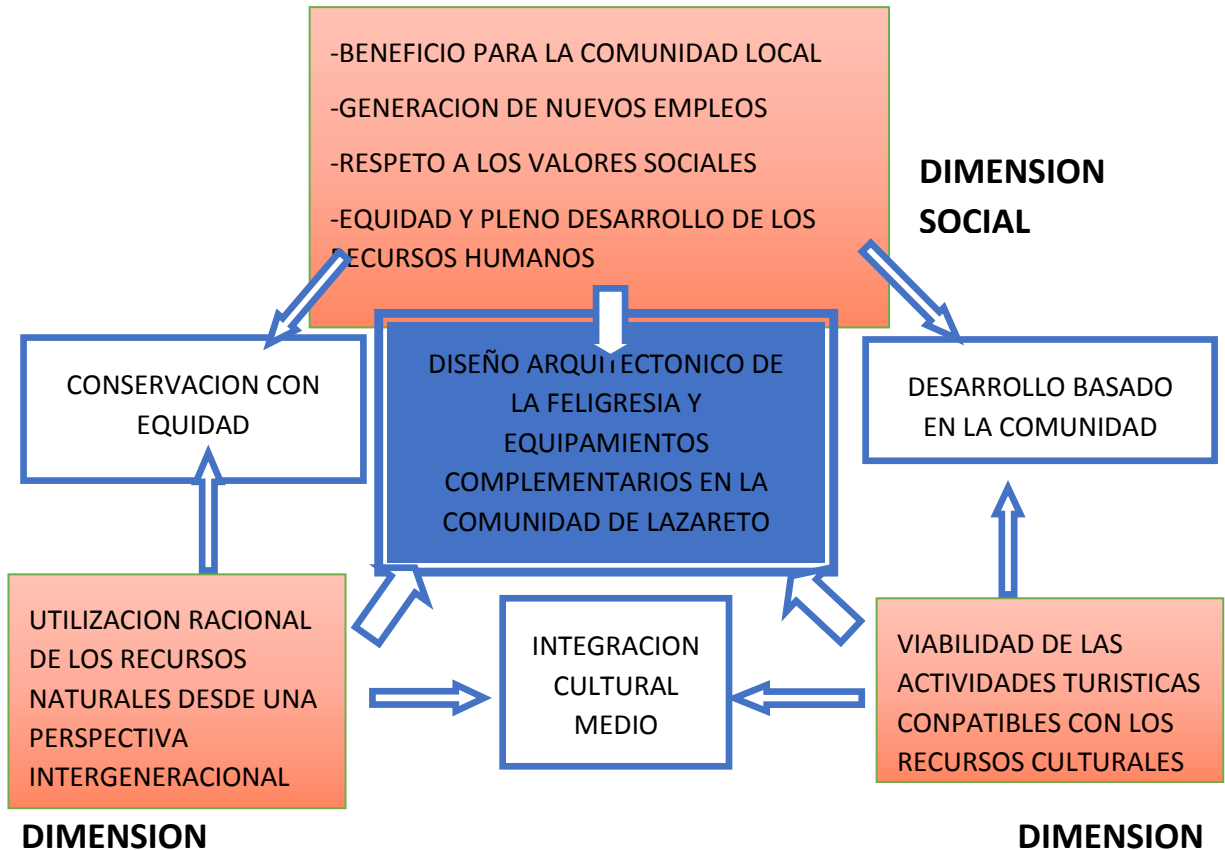 -BENEFICIO PARA LA COMUNIDAD LOCAL
-GENERACION DE NUEVOS EMPLEOS
-RESPETO A LOS VALORES SOCIALES
-EQUIDAD Y PLENO DESARROLLO DE LOS
RECURSOS HUMANOS
DIMENSION
SOCIAL
CONSERVACION CON
EQUIDAD
DISEÑO ARQUITECTONICO DE
LA FELIGRESIA Y
EQUIPAMIENTOS
COMPLEMENTARIOS EN LA
COMUNIDAD DE LAZARETO
DESARROLLO BASADO
EN LA COMUNIDAD
UTILIZACION RACIONAL
DE LOS RECURSOS
NATURALES DESDE UNA
PERSPECTIVA
INTERGENERACIONAL
INTEGRACION
CULTURAL
MEDIO
VIABILIDAD DE LAS
ACTIVIDADES TURISTICAS
CONPATIBLES CON LOS
RECURSOS CULTURALES
DIMENSION
DIMENSION